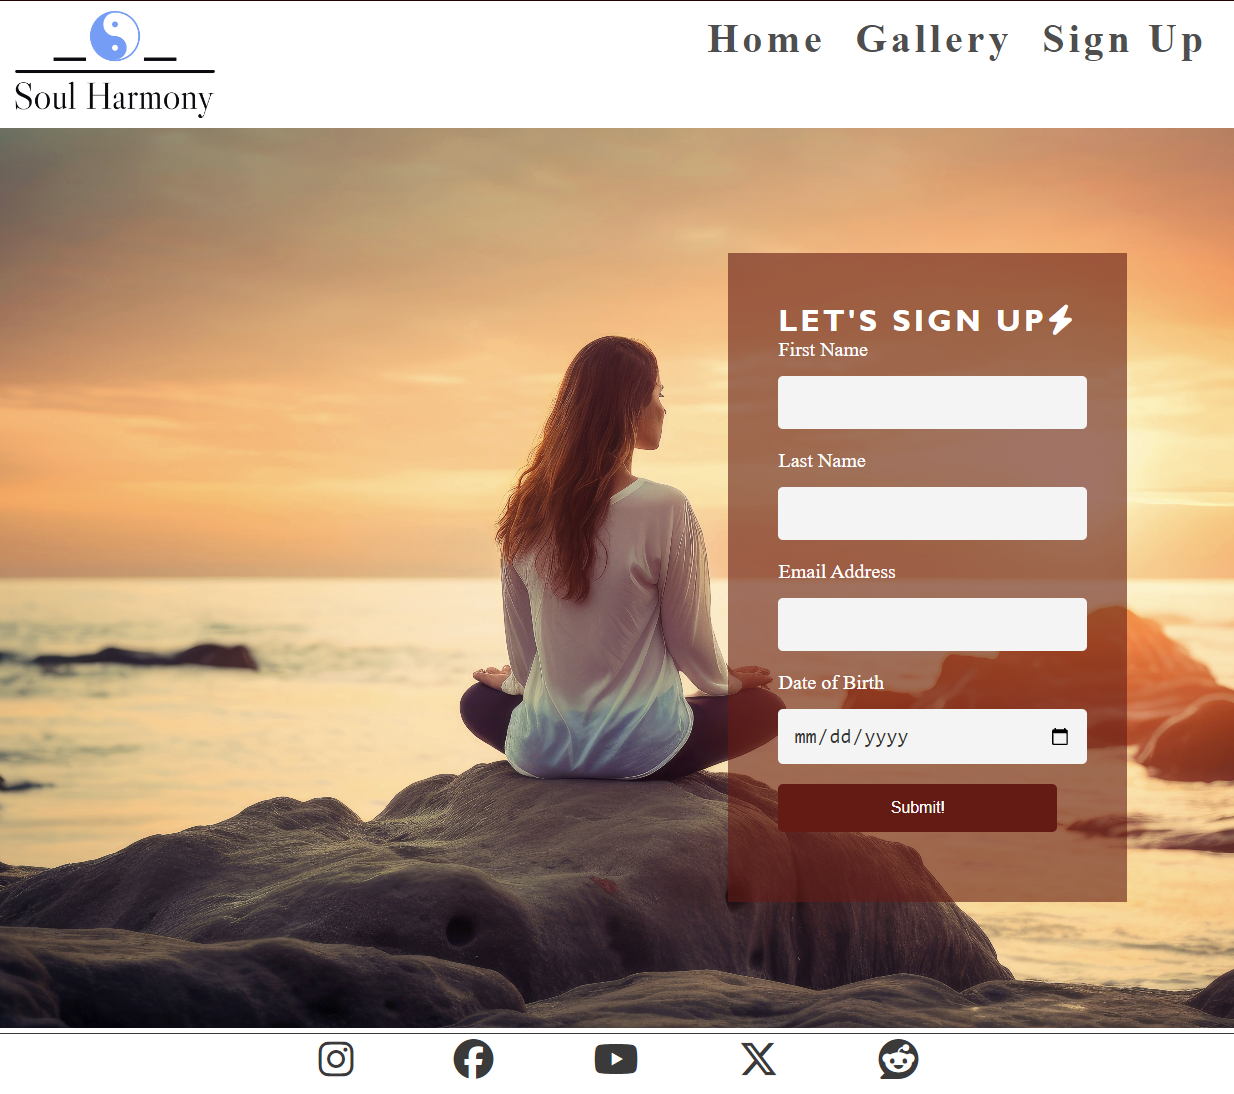 Home Gallery Sign Up
Soul Harmony
LET'S SIGN UP
First Name
Last Name
Email Address
Date of Birth
mm/dd/yyyy
Submit!